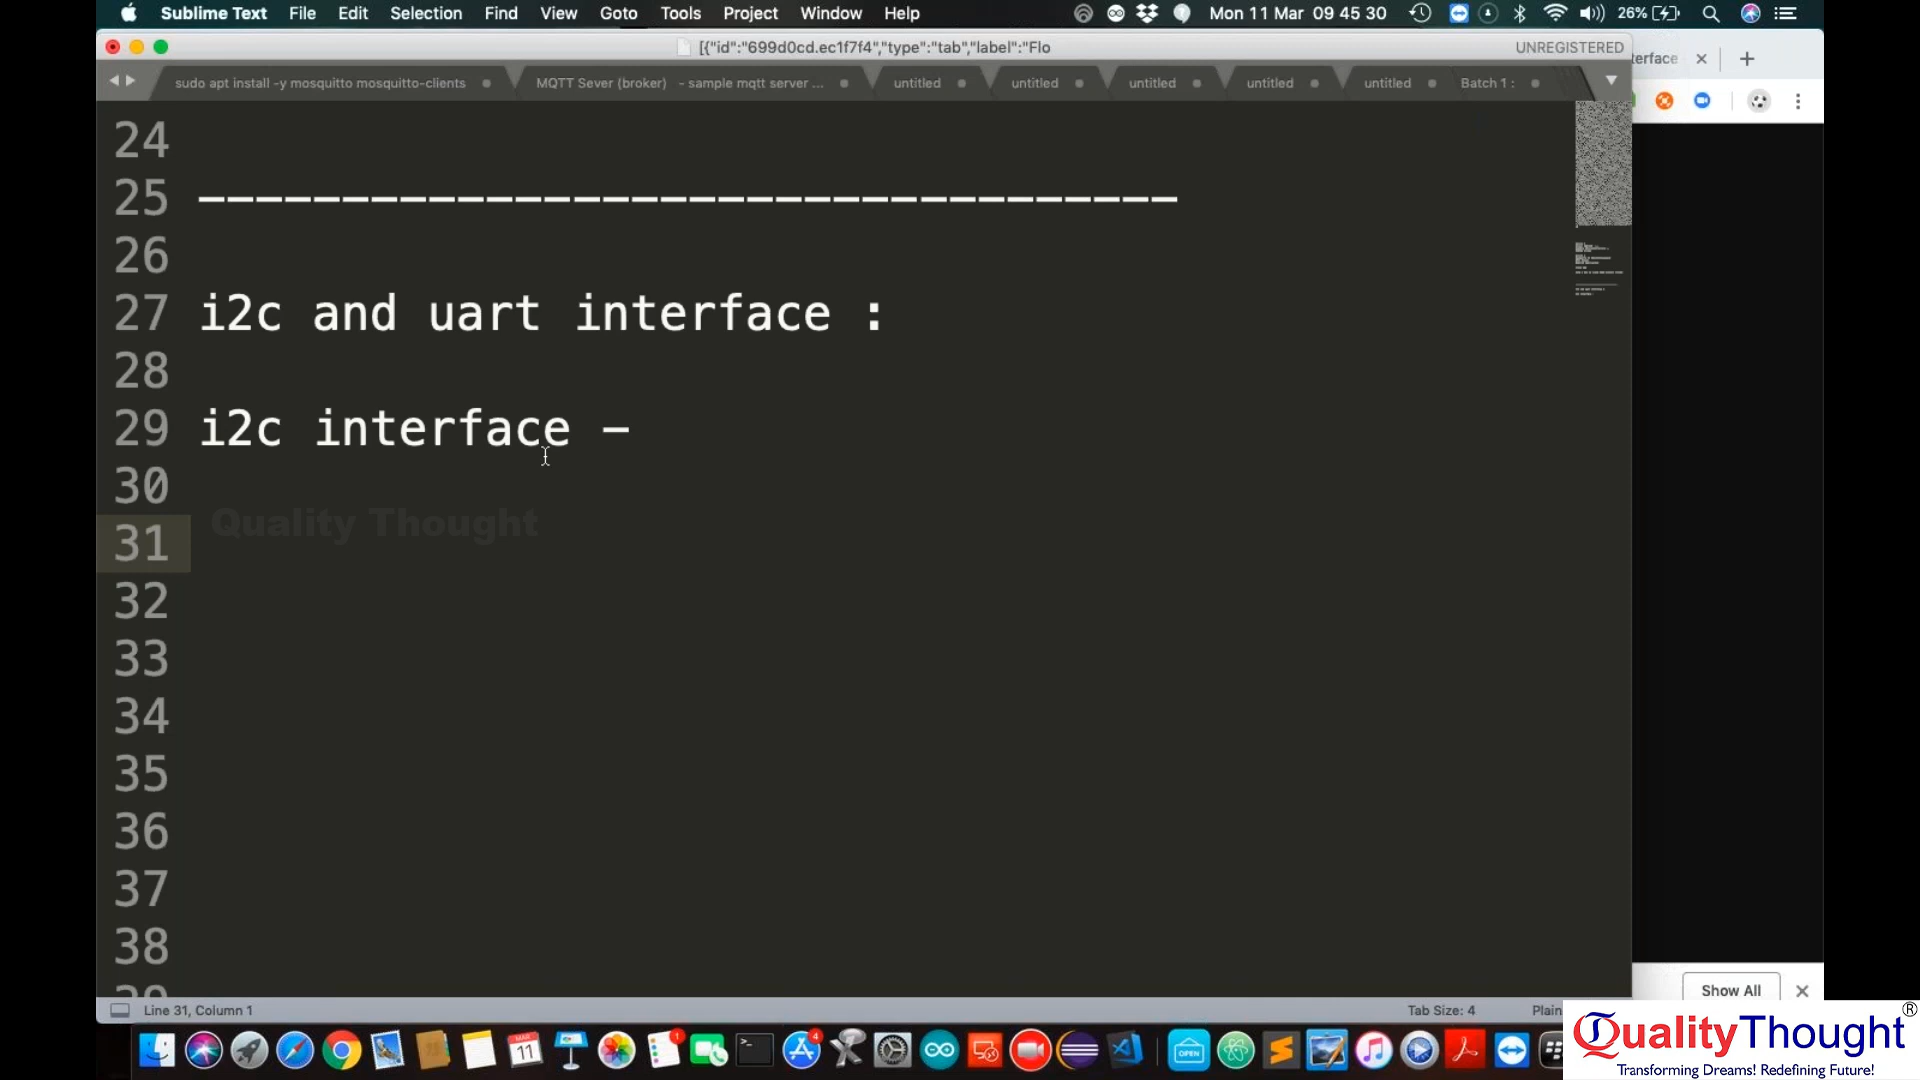 Sublime Text File Edit Selection Find View Goto Tools Project Window Help Mon 11 Mar 09 45 30 26%
[{"id":"699d0cd.ec1f7f4","type":"tab","label":"Flo UNREGISTERED
sudo apt install -y mosquitto mosquitto-clients MQTT Sever (broker) - sample mqtt server ... untitled untitled untitled untitled untitled Batch 1 : terface
24
25 ----------------------------------
26
27 i2c and uart interface :
28
29 i2c interface -
30
Quality Thought
31
32
33
34
35
36
37
38
Show All
Line 31, Column 1 Tab Size: 4 Plain
1 11 4 OPEN
QualityThought ®
Transforming Dreams! Redefining Future!